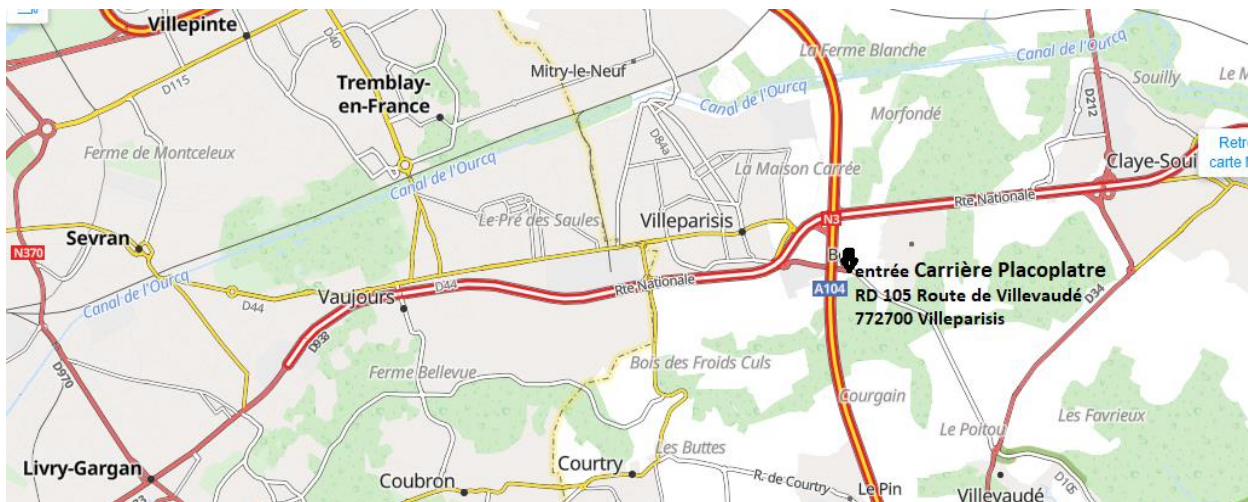 Villepinte
D40
D115
Tremblay-
en-France
Mitry-le-Neuf
La Ferme Blanche
Canal de l'Ourcq
Canal de l'Ourcq
Souilly
Morfondé
D212
D84a
Ferme de Montceleux
Canal de l'Ourcq
La Maison Carrée
Retro
carte M
Claye-Soui
Rte Nationale
Le Pré des Saules
Villeparisis
N3
N370
Sevran
entrée Carrière Placoplatre
RD 105 Route de Villevaudé
772700 Villeparisis
A104
D34
Canal de l'Ourcq
D44
Vaujours
D44
Rte Nationale
D938
D970
Ferme Bellevue
Bois des Froids Culs
Courgain
Les Favrieux
Le Poitou
Les Buttes
Livry-Gargan
Coubron
Courtry
R. de Courtry
Le Pin
Villevaudé
D105